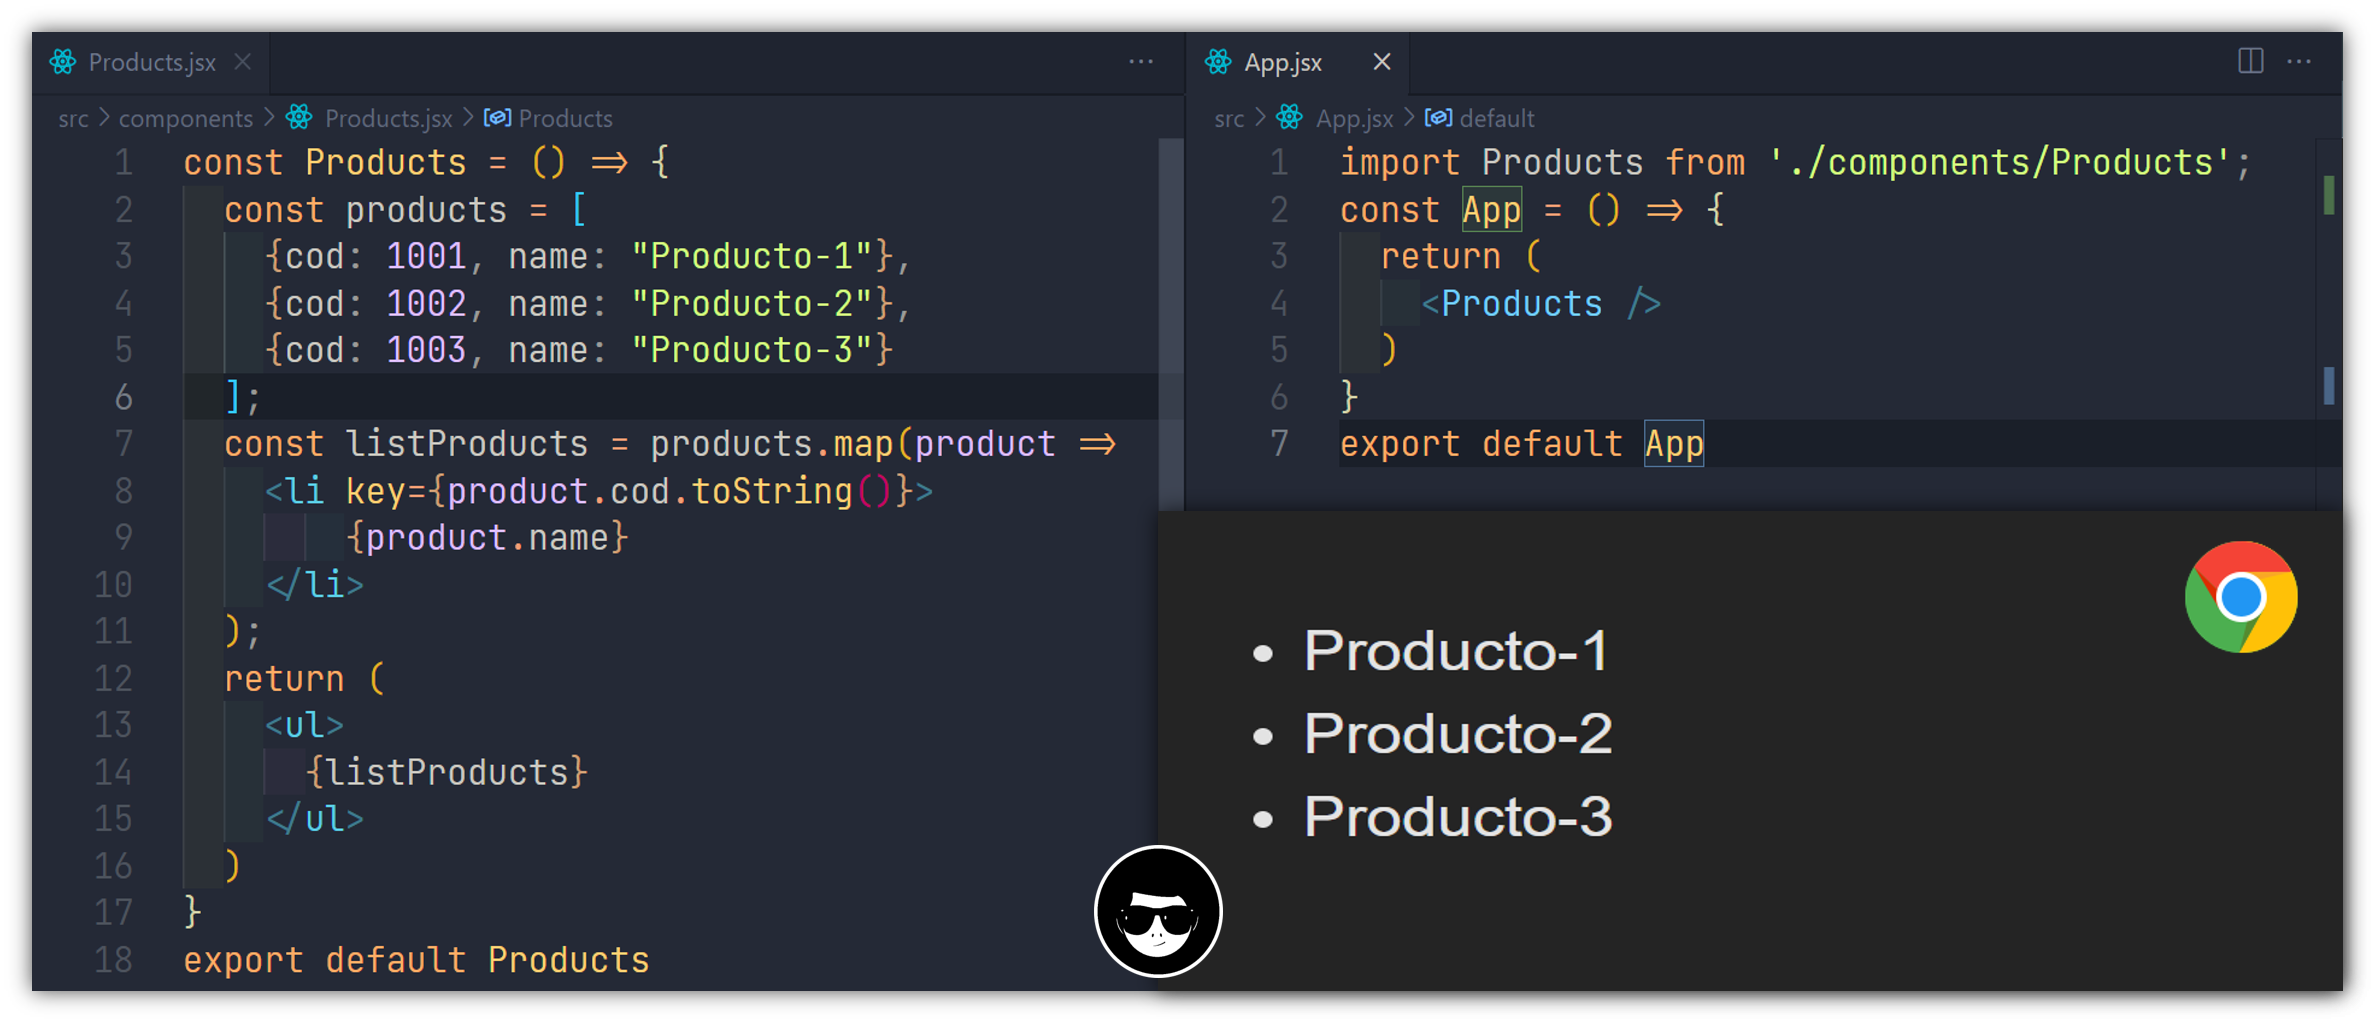 Products.jsx
src > components > Products.jsx > Products
1 const Products = () => {
2   const products = [
3     {cod: 1001, name: "Producto-1"},
4     {cod: 1002, name: "Producto-2"},
5     {cod: 1003, name: "Producto-3"}
6   ];
7   const listProducts = products.map(product =>
8     <li key={product.cod.toString()}>
9         {product.name}
10     </li>
11   );
12   return (
13     <ul>
14       {listProducts}
15     </ul>
16   )
17 }
18 export default Products
App.jsx
src > App.jsx > default
1 import Products from './components/Products';
2 const App = () => {
3   return (
4     <Products />
5   )
6 }
7 export default App
• Producto-1
• Producto-2
• Producto-3